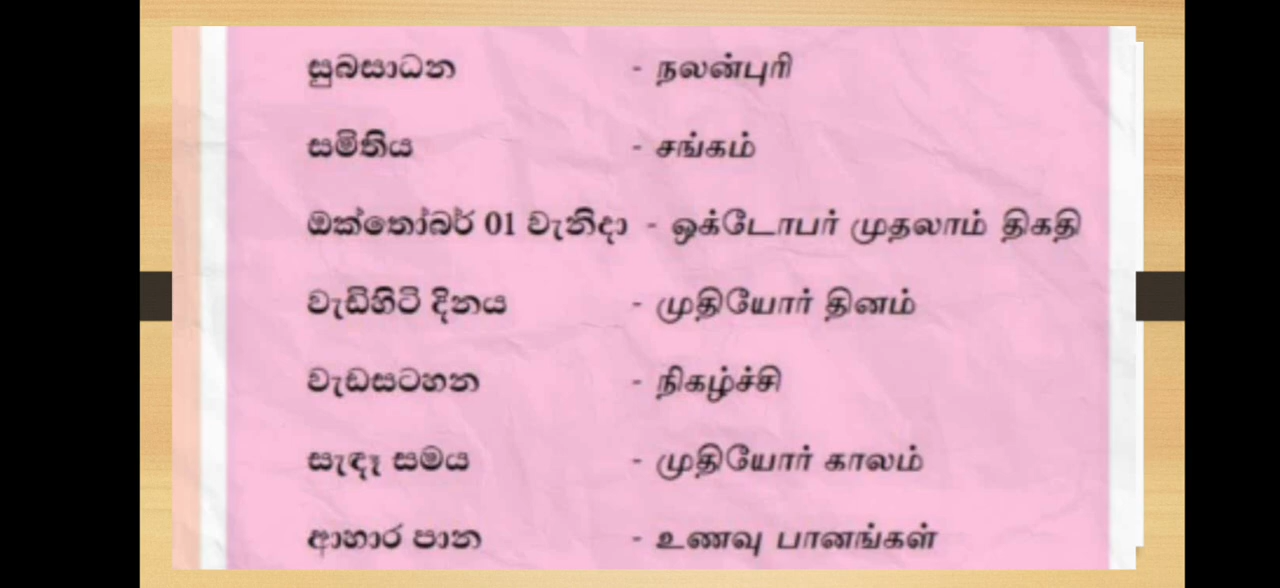 සුබසාධන - நலன்புரி
සමිතිය - சங்கம்
ඔක්තෝබර් 01 වැනිදා - ஒக்டோபர் முதலாம் திகதி
වැඩිහිටි දිනය - முதியோர் தினம்
වැඩසටහන - நிகழ்ச்சி
සැඳෑ සමය - முதியோர் காலம்
ආහාර පාන - உணவு பானங்கள்